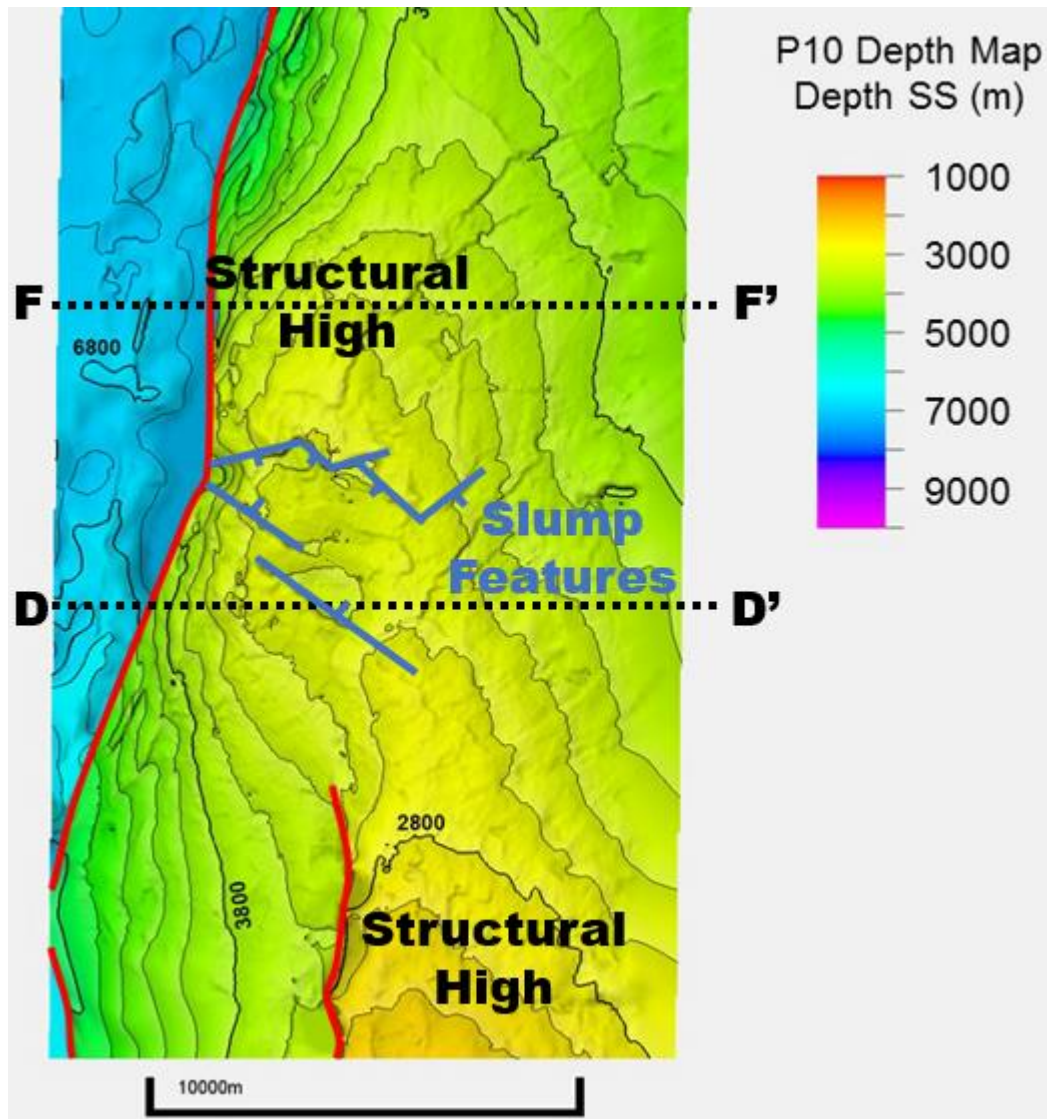 P10 Depth Map
Depth SS (m)
1000
3000
5000
7000
9000
Structural
High
F
F’
6800
Slump
Features
D
D’
2800
3800
Structural
High
10000m